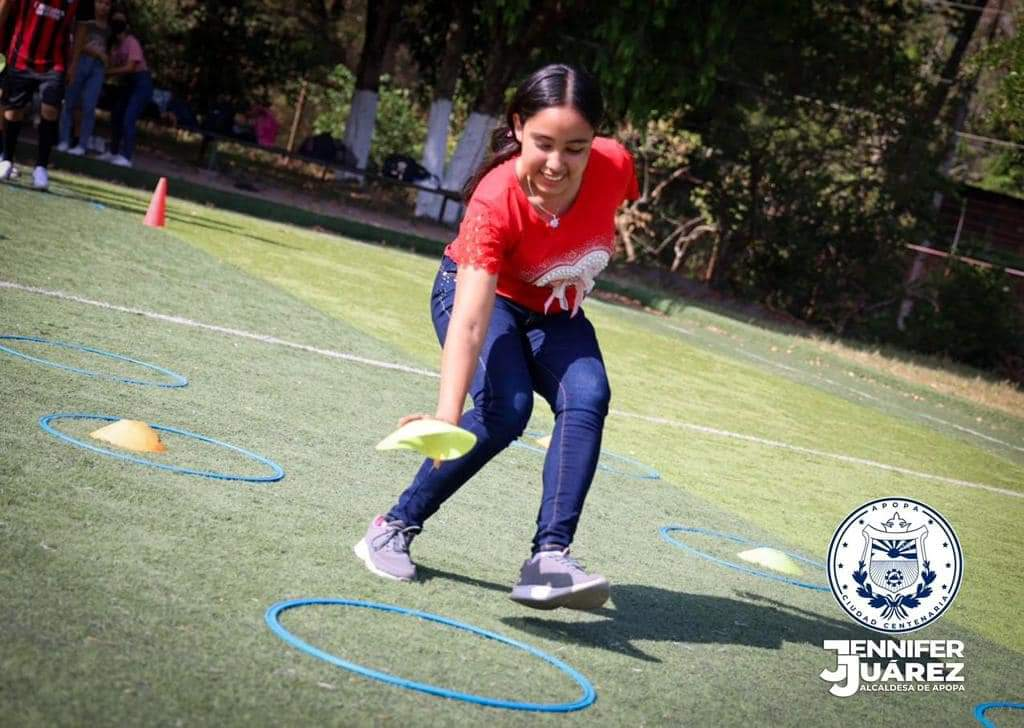 APOPA
CIUDAD CENTENARIA
JENNIFER
JUÁREZ
ALCALDESA DE APOPA